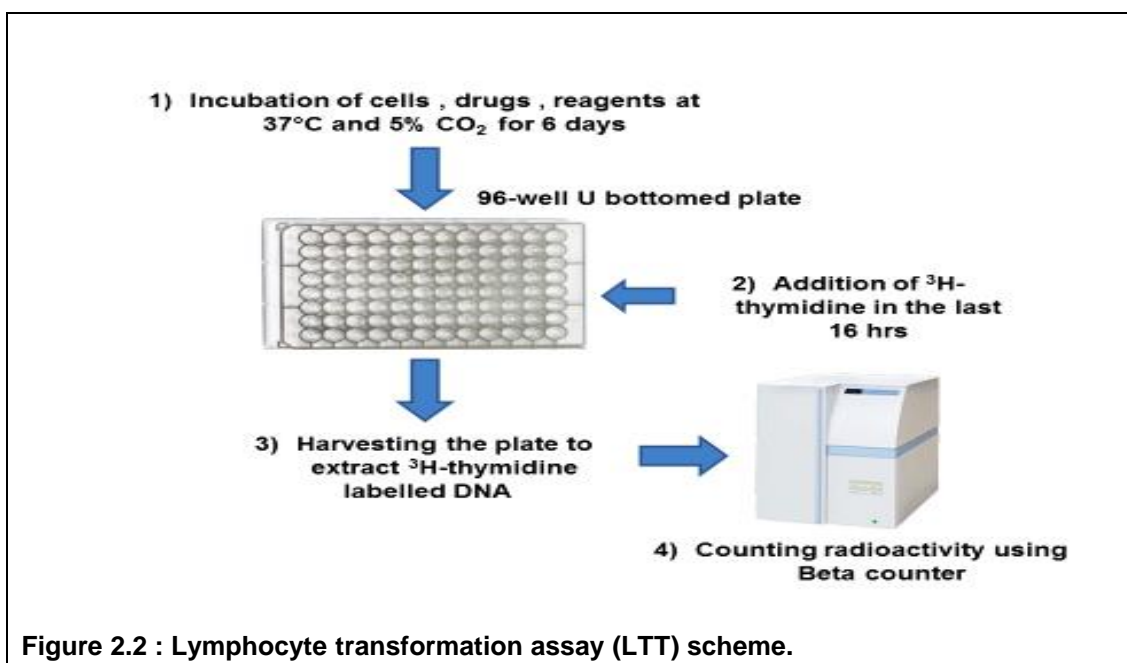 1) Incubation of cells , drugs , reagents at
37°C and 5% CO₂ for 6 days
96-well U bottomed plate
2) Addition of ³H-
thymidine in the last
16 hrs
3) Harvesting the plate to
extract ³H-thymidine
labelled DNA
4) Counting radioactivity using
Beta counter
Figure 2.2 : Lymphocyte transformation assay (LTT) scheme.